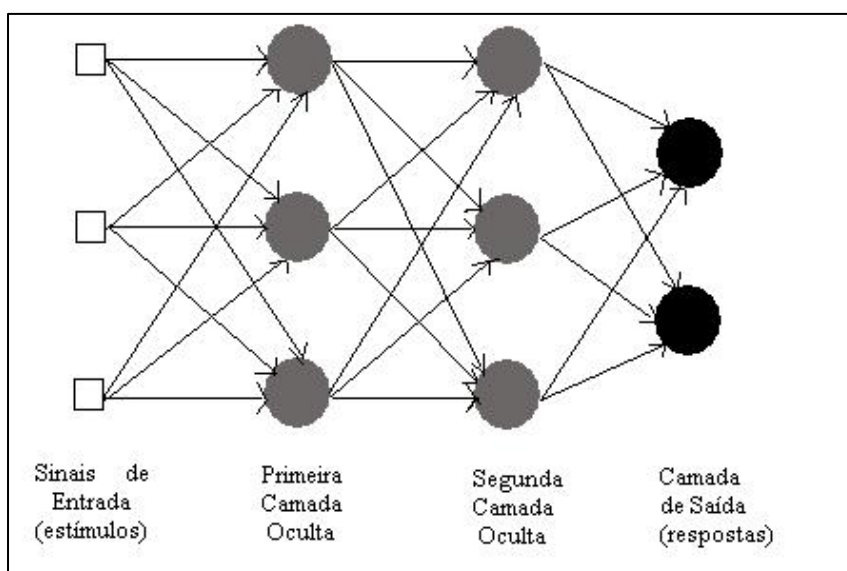 Sinais de
Entrada
(estímulos)
Primeira
Camada
Oculta
Segunda
Camada
Oculta
Camada
de Saída
(respostas)